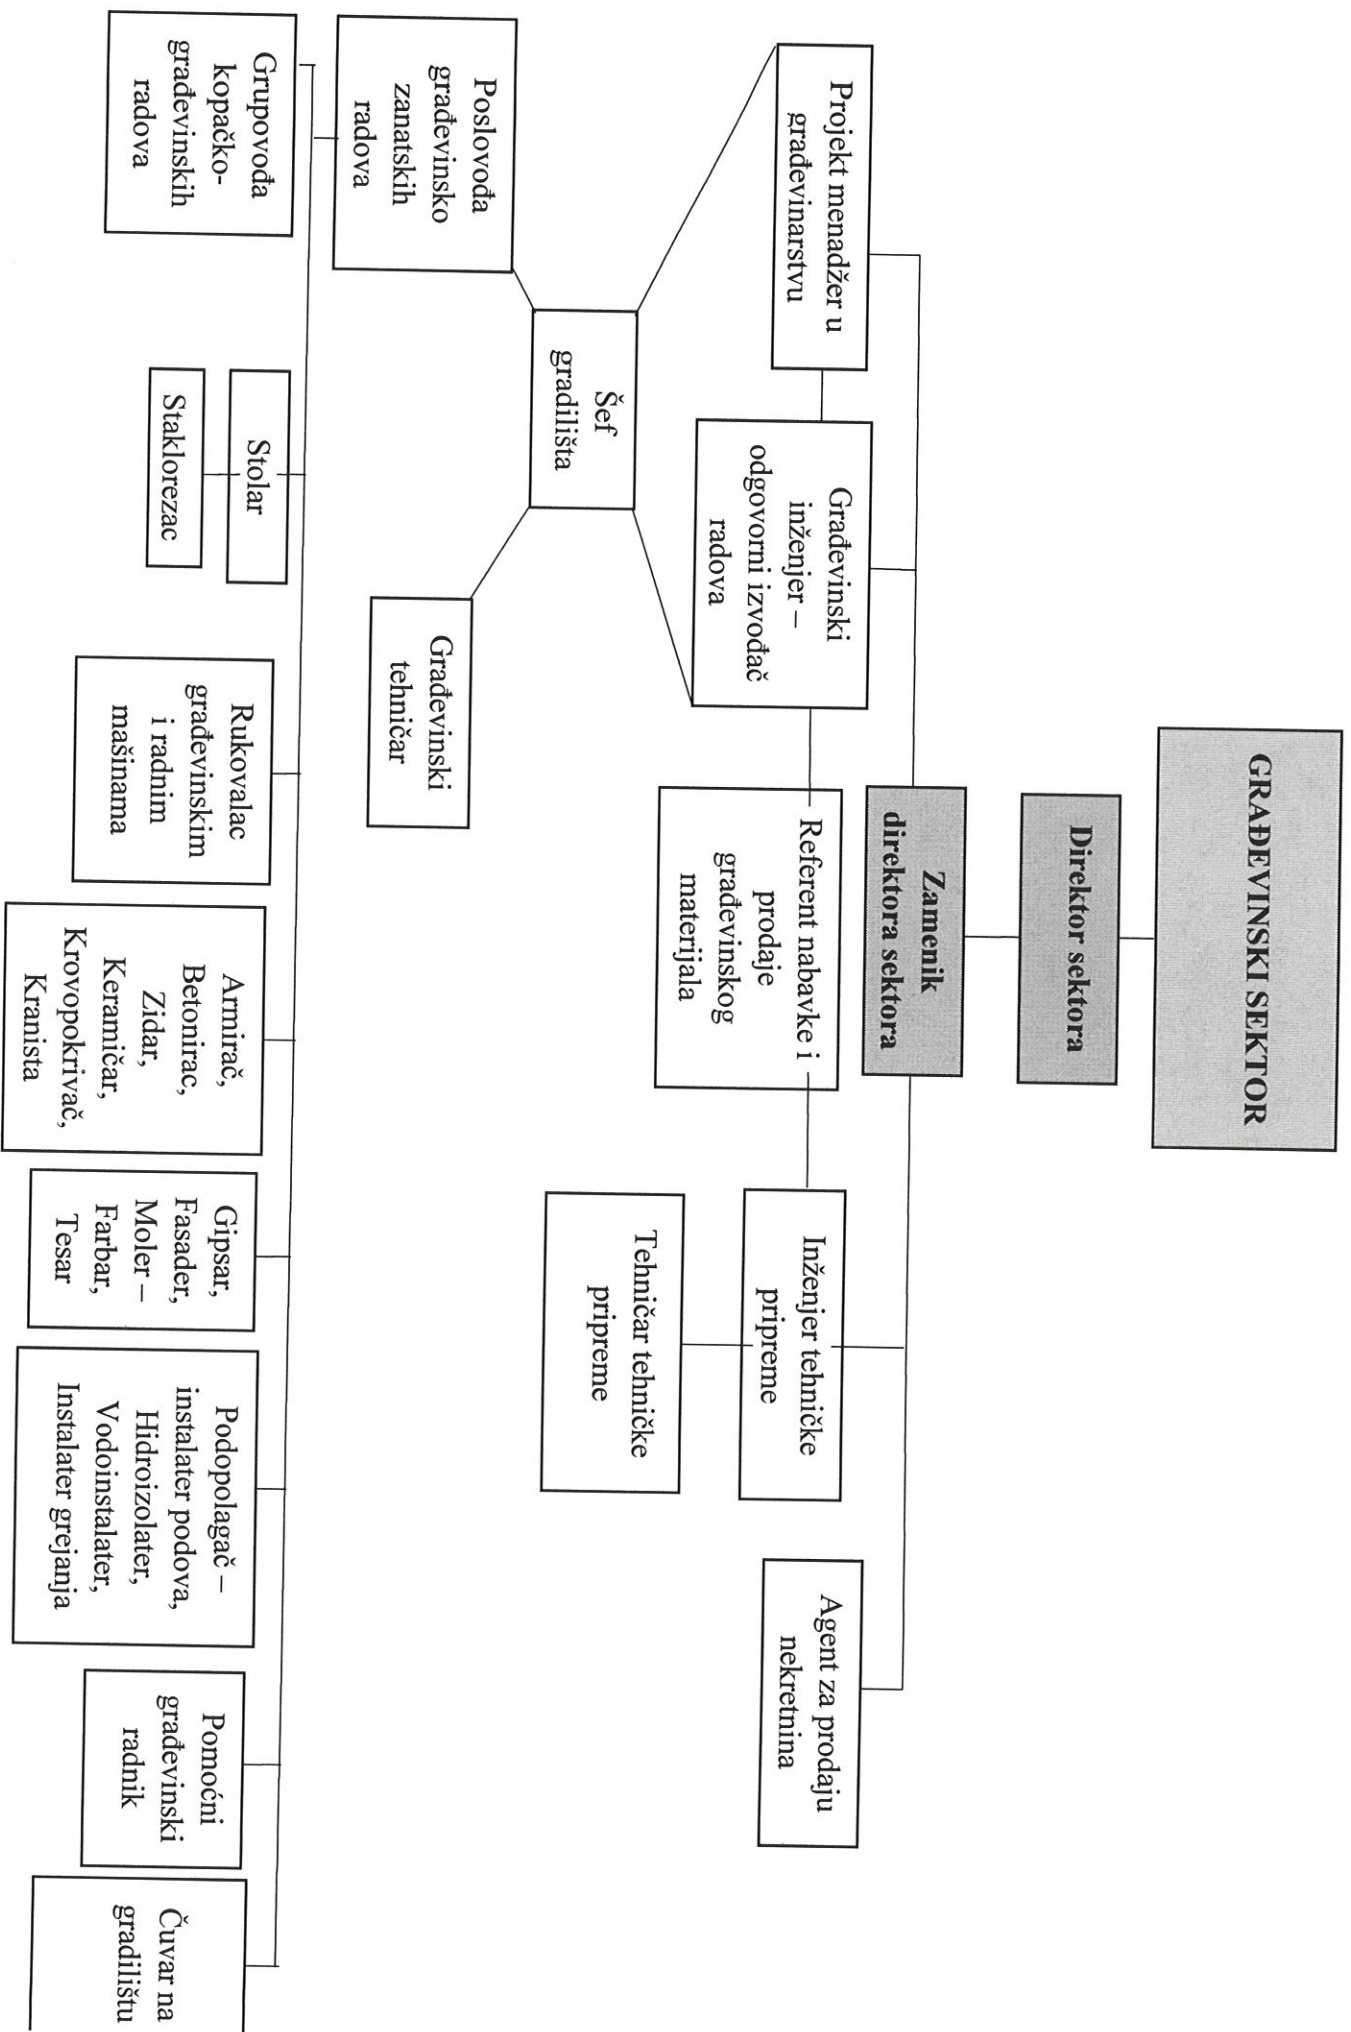 GRAĐEVINSKI SEKTOR
Direktor sektora
Zamenik
direktora sektora
Projekt menadžer u
građevinarstvu
Građevinski
inženjer –
odgovorni izvođač
radova
Referent nabavke i
prodaje
građevinskog
materijala
Inženjer tehničke
pripreme
Agent za prodaju
nekretnina
Tehničar tehničke
pripreme
Šef
gradilišta
Poslovođa
građevinsko
zanatskih
radova
Građevinski
tehničar
Grupovođa
kopačko-
građevinskih
radova
Stolar
Staklorezac
Rukovalac
građevinskim
i radnim
mašinama
Armirač,
Betonirac,
Zidar,
Keramičar,
Krovopokrivač,
Kranista
Gipsar,
Fasader,
Moler –
Farbar,
Tesar
Podopolagač –
instalater podova,
Hidroizolater,
Vodoinstalater,
Instalater grejanja
Pomoćni
građevinski
radnik
Čuvar na
gradilištu